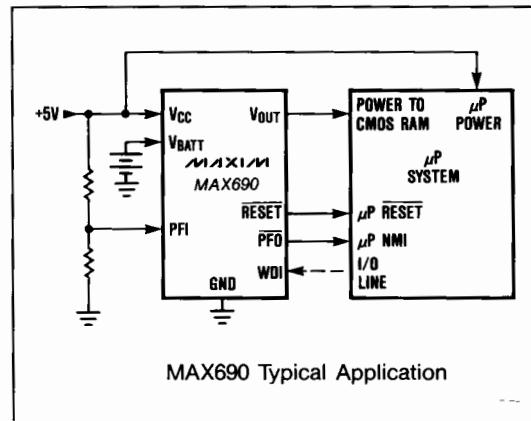 +5V
VCC
VBATT
MAXIM
MAX690
PFI
GND
VOUT
RESET
PFO
WDI
POWER TO
CMOS RAM
µP
POWER
µP
SYSTEM
µP RESET
µP NMI
I/O
LINE
MAX690 Typical Application